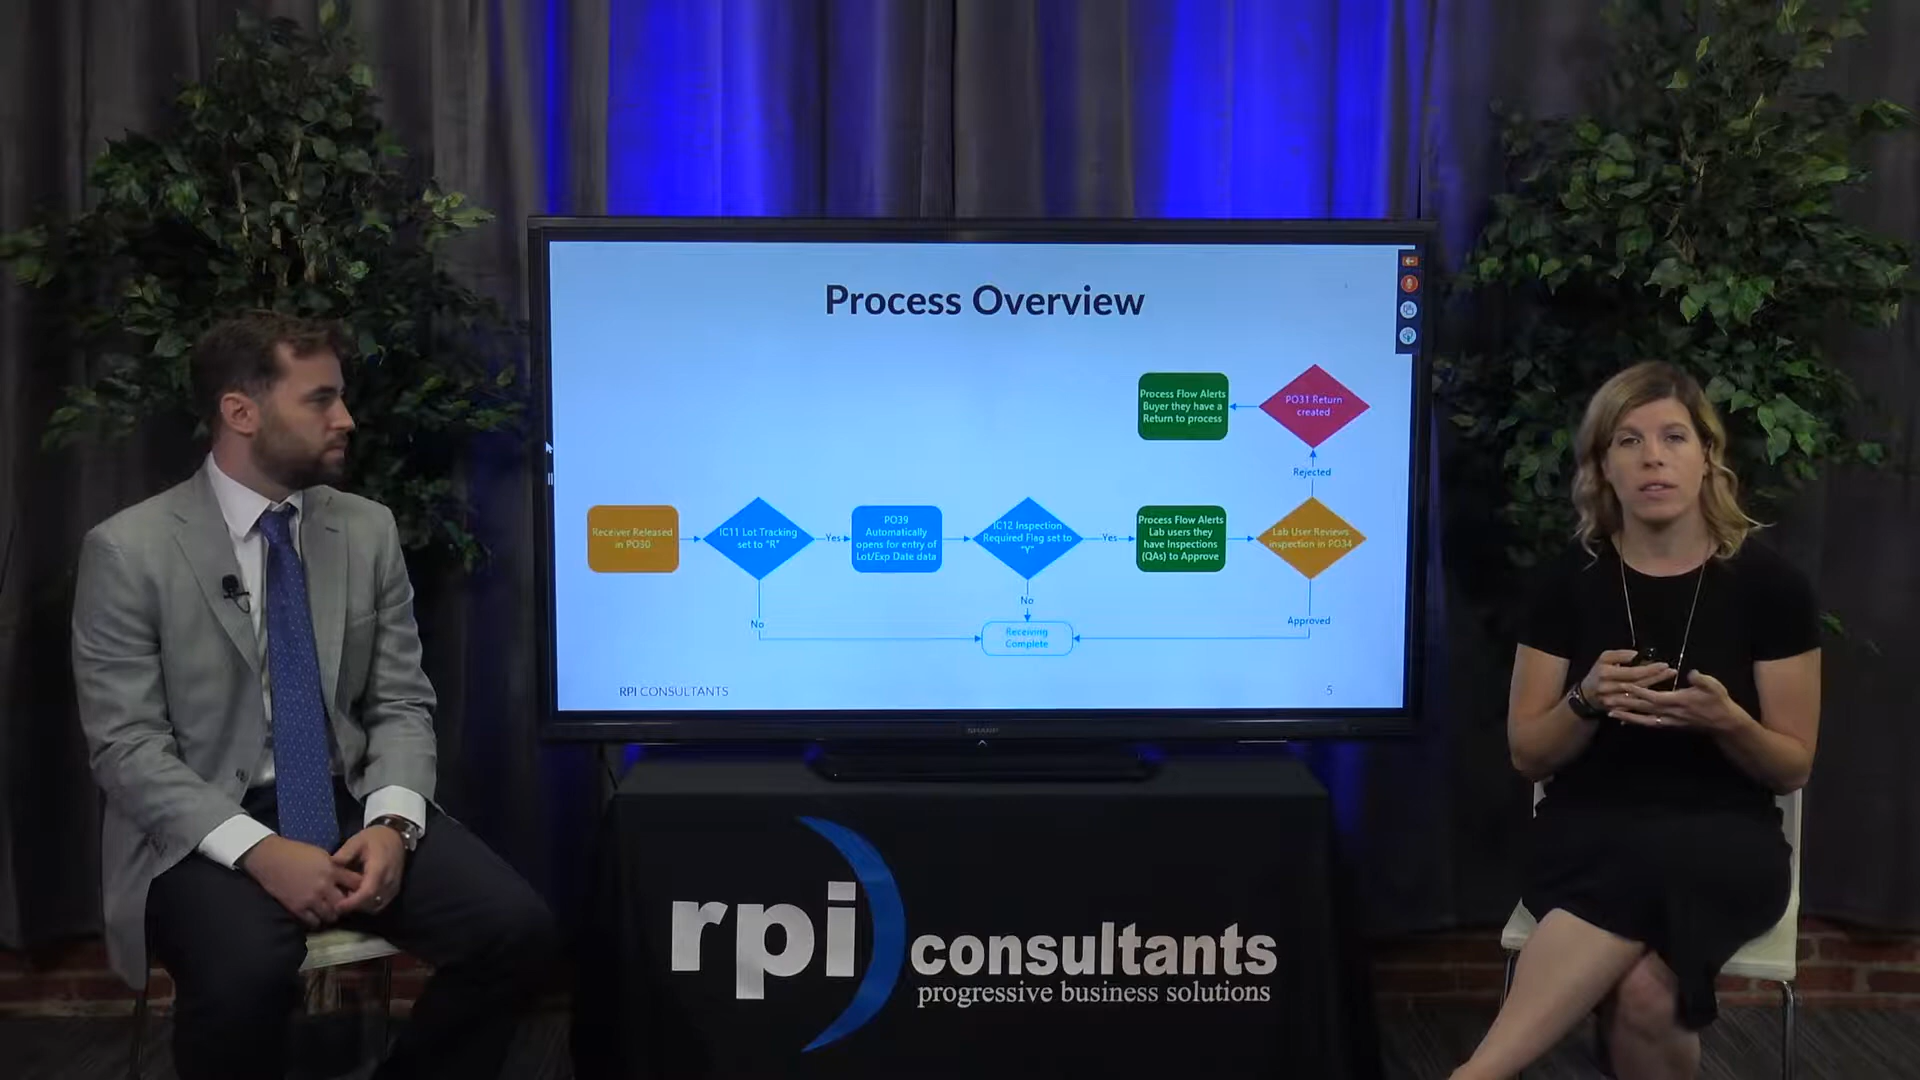 Process Overview
Process Flow Alerts
Buyer they have a
Return to process
PO31 Return
created
Rejected
Receiver Released
in PO30
IC11 Lot Tracking
set to "R"
Yes
PO39
Automatically
opens for entry of
Lot/Exp Date data
IC12 Inspection
Required Flag set to
"Y"
Yes
Process Flow Alerts
Lab users they
have Inspections
(QAs) to Approve
Lab User Reviews
inspection in PO34
No
No
Approved
Receiving
Complete
RPI CONSULTANTS
5
SHARP
rpi consultants
progressive business solutions